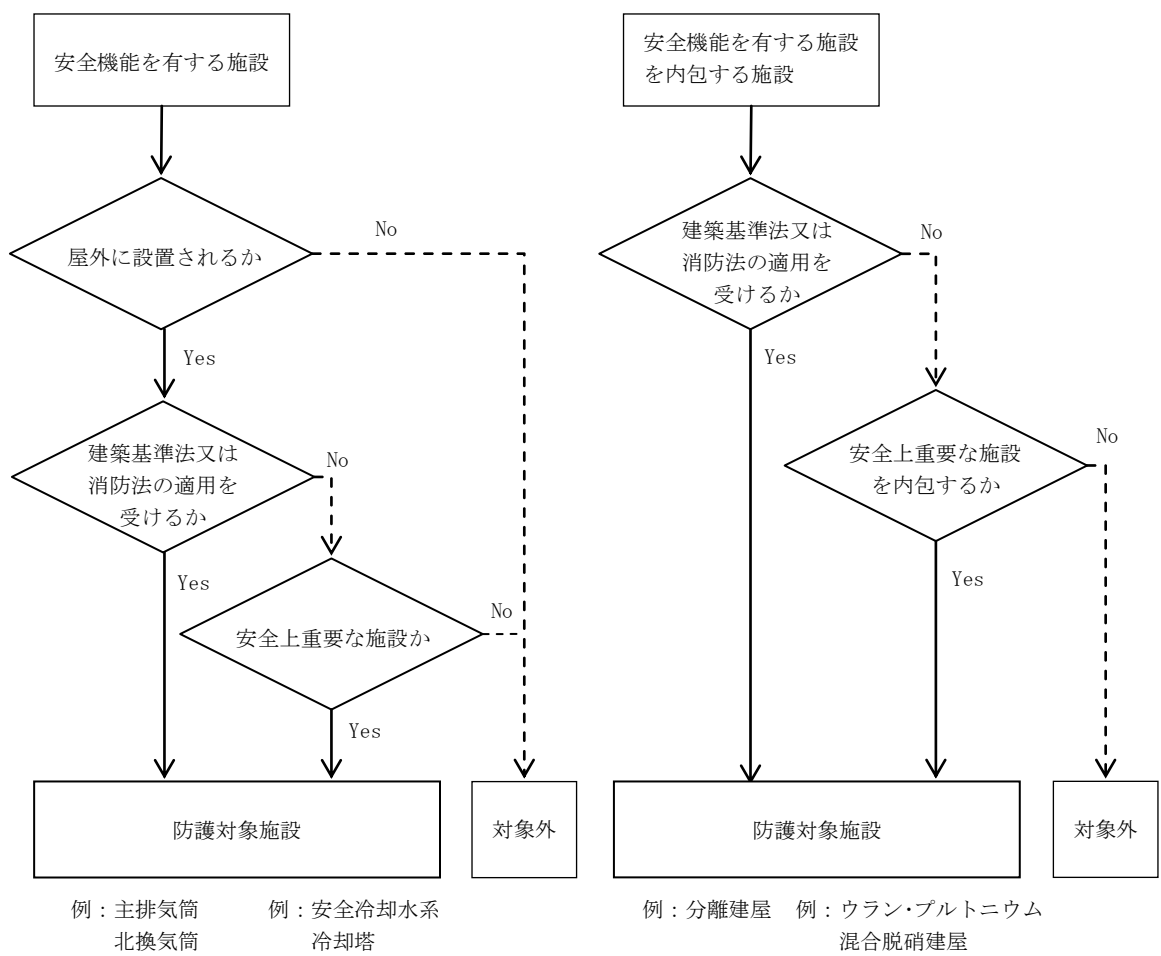 安全機能を有する施設
屋外に設置されるか
No
Yes
建築基準法又は
消防法の適用を
受けるか
No
Yes
安全上重要な施設か
No
Yes
防護対象施設
対象外
例：主排気筒
北換気筒
例：安全冷却水系
冷却塔
安全機能を有する施設
を内包する施設
建築基準法又は
消防法の適用を
受けるか
No
Yes
安全上重要な施設
を内包するか
No
Yes
防護対象施設
対象外
例：分離建屋
例：ウラン・プルトニウム
混合脱硝建屋